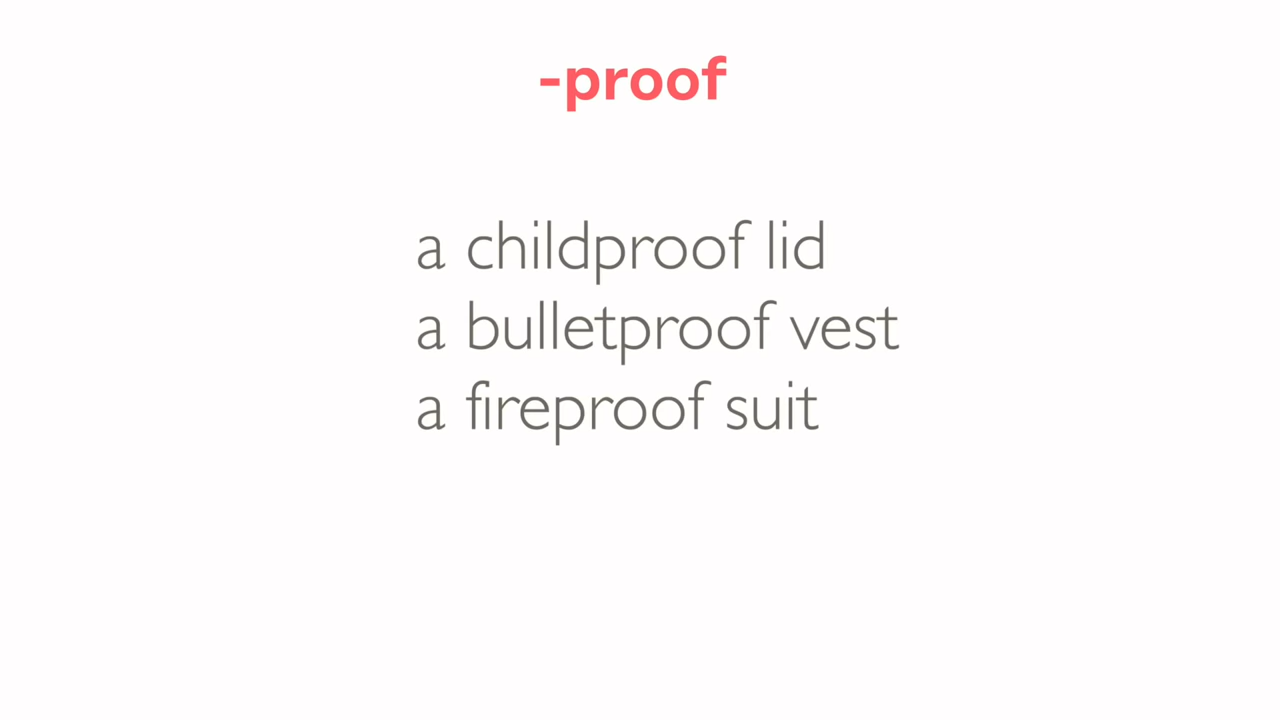 -proof
a childproof lid
a bulletproof vest
a fireproof suit